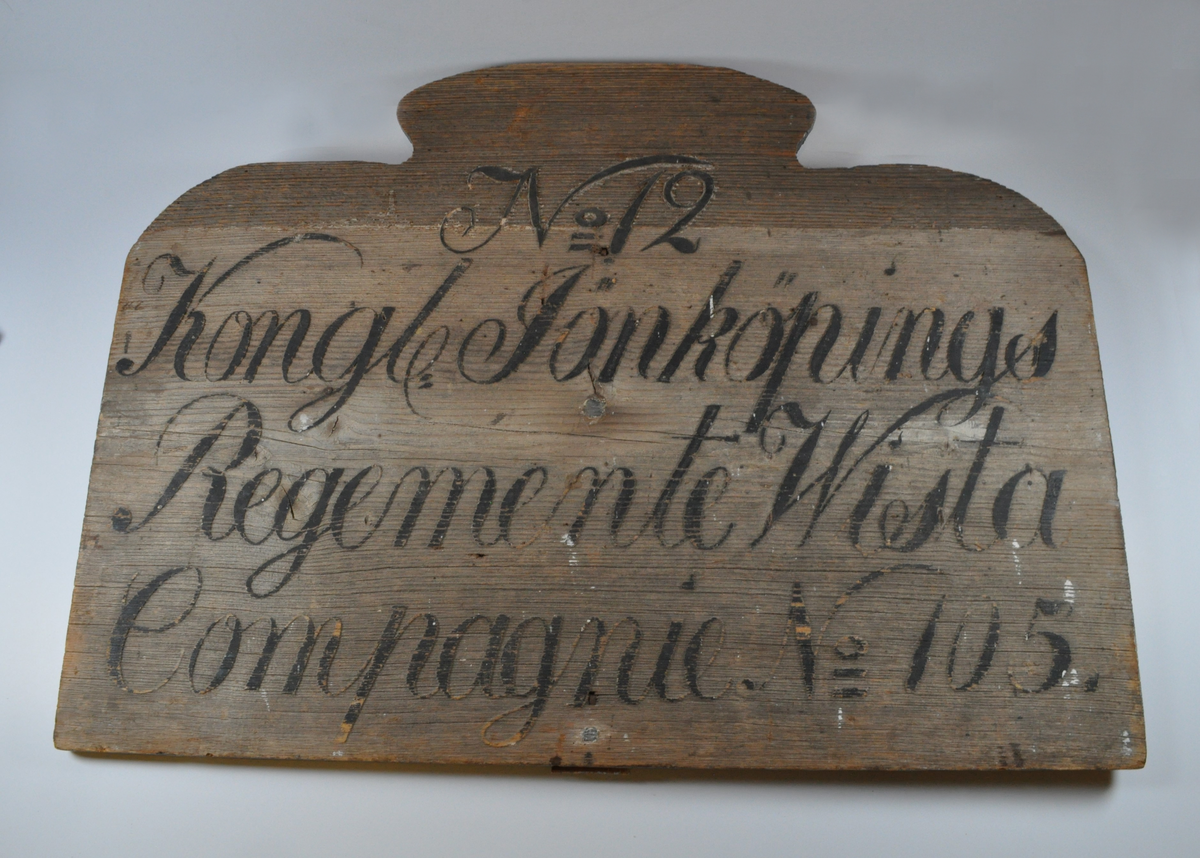 No 12
Kongl: Jönköpings
Regemente Wista
Compagnie No 105.